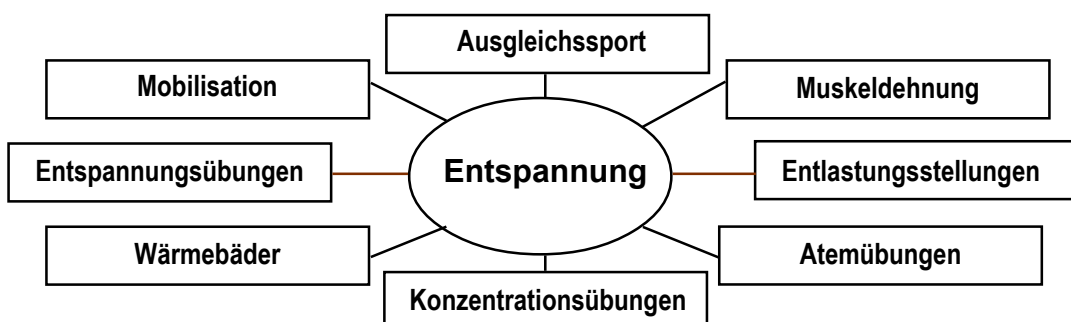 Ausgleichssport
Mobilisation
Muskeldehnung
Entspannungsübungen
Entspannung
Entlastungsstellungen
Wärmebäder
Atemübungen
Konzentrationsübungen